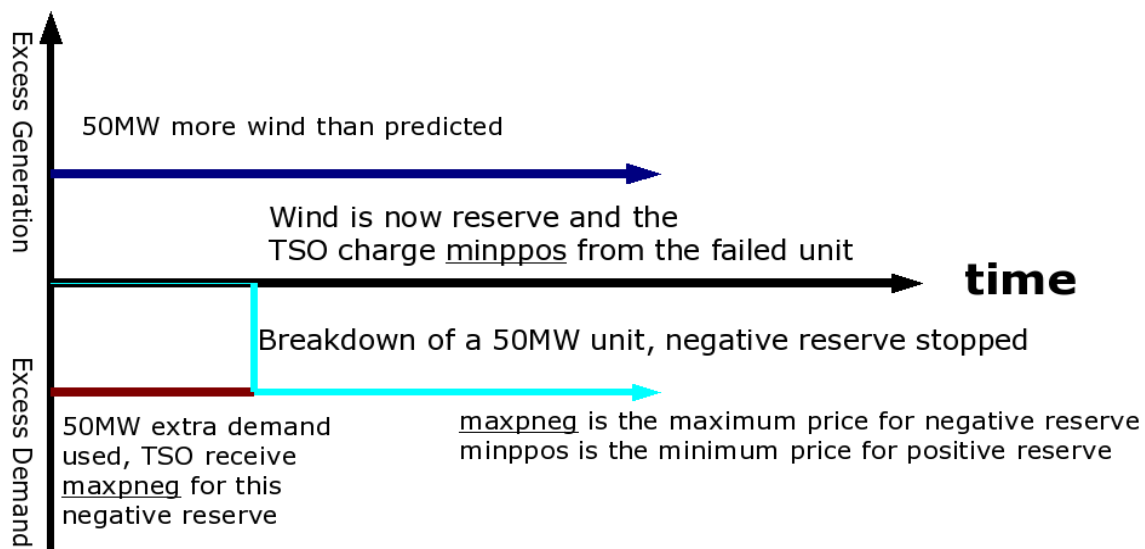 Excess Generation
50MW more wind than predicted
Wind is now reserve and the
TSO charge minppos from the failed unit
time
Breakdown of a 50MW unit, negative reserve stopped
Excess Demand
50MW extra demand
used, TSO receive
maxpneg for this
negative reserve
maxpneg is the maximum price for negative reserve
minppos is the minimum price for positive reserve